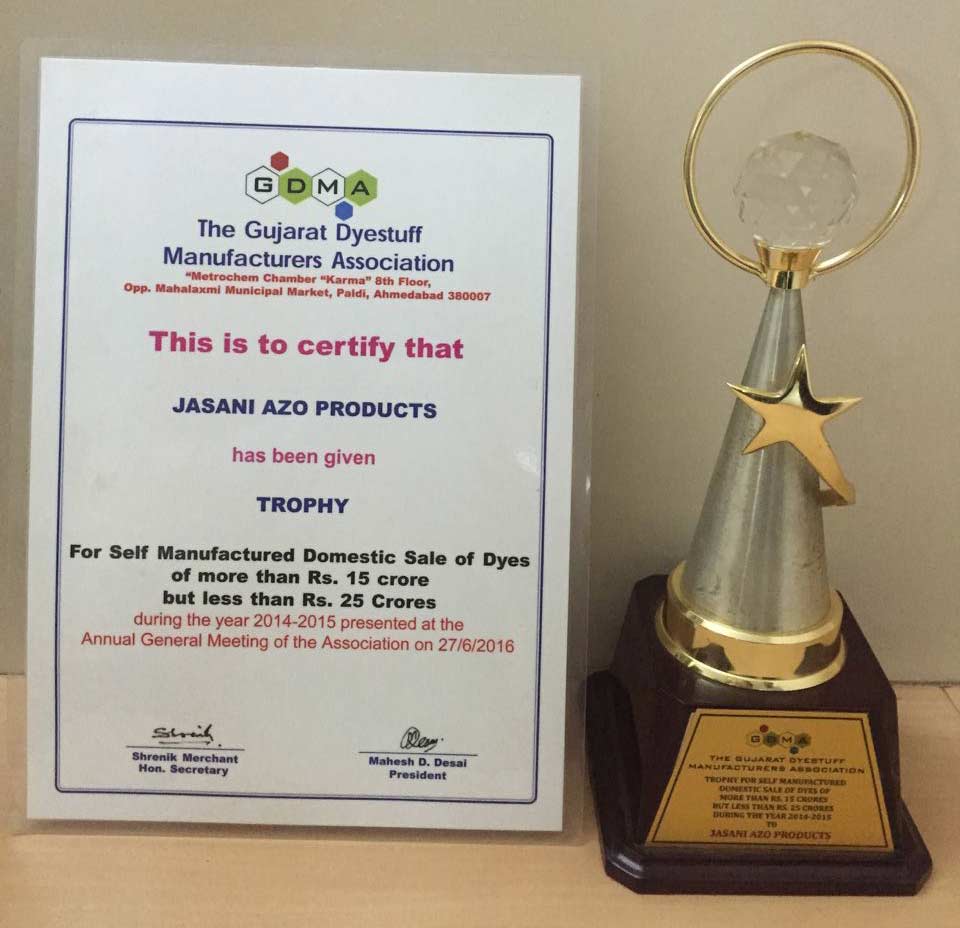 GDMA
The Gujarat Dyestuff
Manufacturers Association
"Metrochem Chamber "Karma" 8th Floor,
Opp. Mahalaxmi Municipal Market, Paldi, Ahmedabad 380007
This is to certify that
JASANI AZO PRODUCTS
has been given
TROPHY
For Self Manufactured Domestic Sale of Dyes
of more than Rs. 15 crore
but less than Rs. 25 Crores
during the year 2014-2015 presented at the
Annual General Meeting of the Association on 27/6/2016
Shrenik Merchant
Hon. Secretary
Mahesh D. Desai
President
GDMA
THE GUJARAT DYESTUFF
MANUFACTURERS ASSOCIATION
TROPHY FOR SELF MANUFACTURED
DOMESTIC SALE OF DYES OF
MORE THAN RS. 15 CRORES
BUT LESS THAN RS. 25 CRORES
DURING THE YEAR 2014-2015
TO
JASANI AZO PRODUCTS